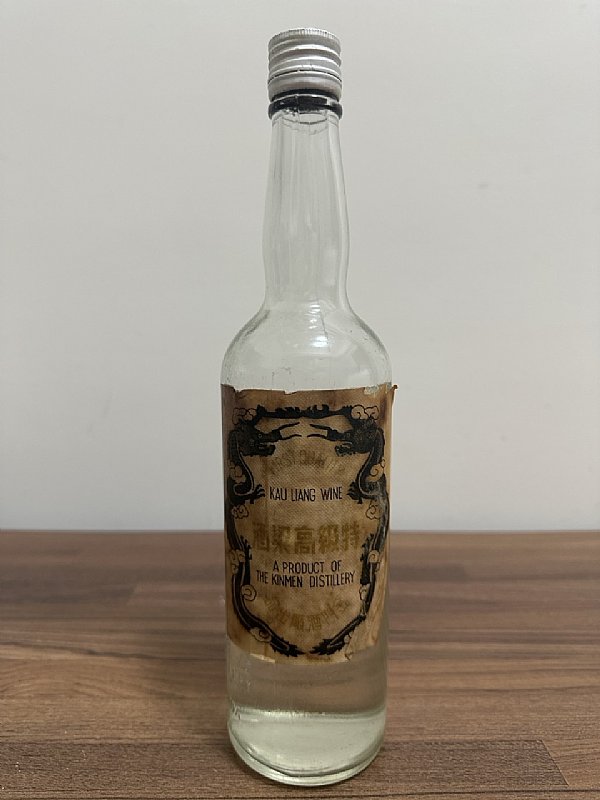 KAU LIANG WINE
特級高粱酒
A PRODUCT OF
THE KINMEN DISTILLERY